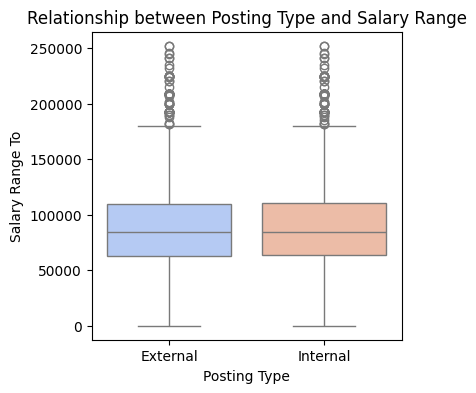 Relationship between Posting Type and Salary Range
250000
200000
150000
100000
50000
0
Salary Range To
External
Internal
Posting Type